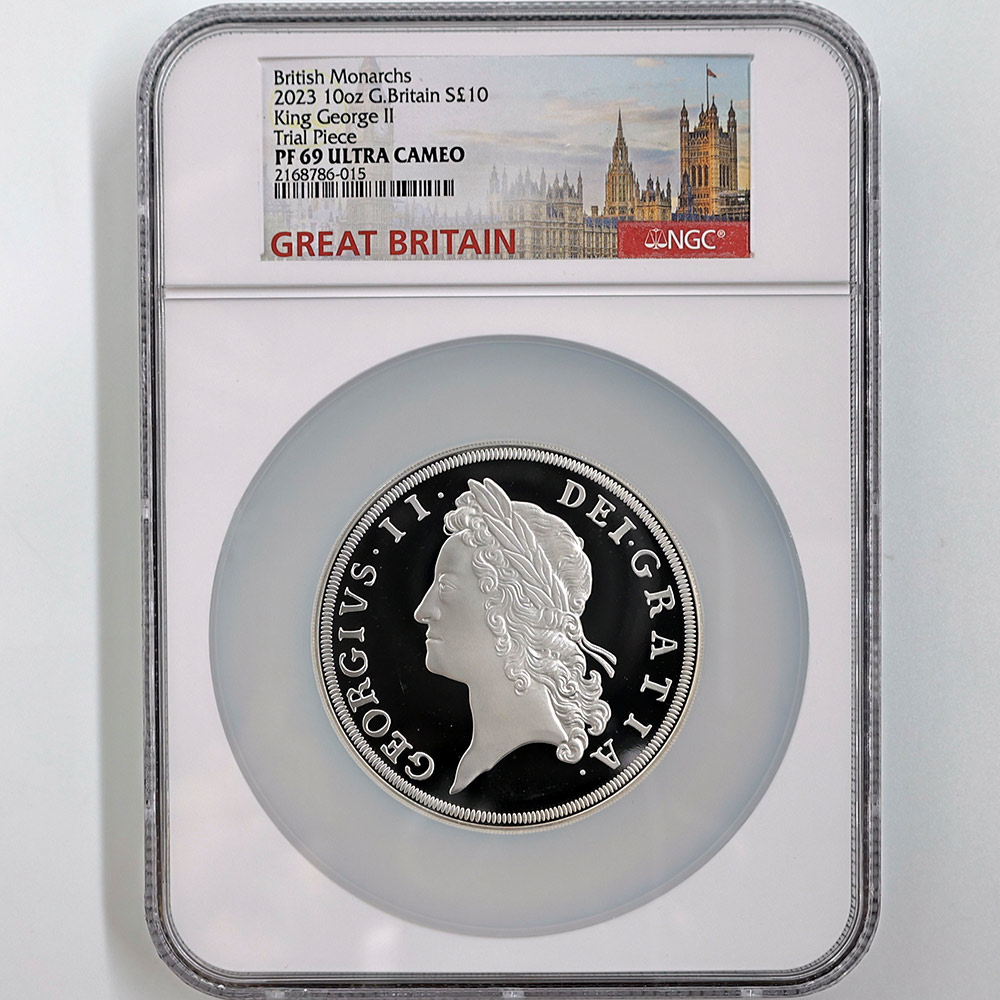 British Monarchs
2023 10oz G.Britain S£10
King George II
Trial Piece
PF 69 ULTRA CAMEO
2168786-015
GREAT BRITAIN
NGC®
GEORGIVS·II· DEI·GRATIA·